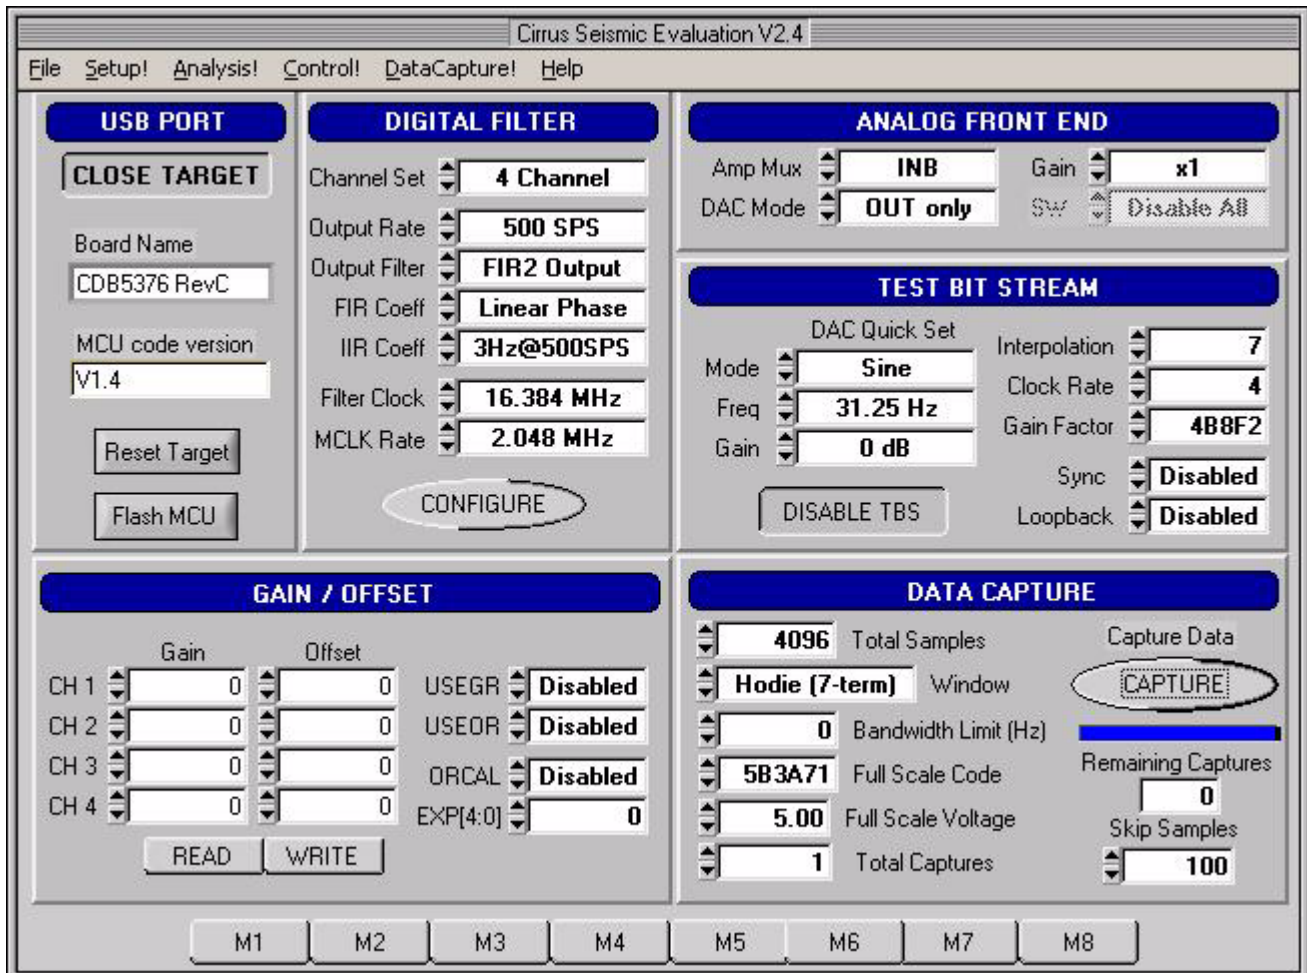 Cirrus Seismic Evaluation V2.4
File Setup! Analysis! Control! DataCapture! Help
USB PORT
CLOSE TARGET
Board Name
CDB5376 RevC
MCU code version
V1.4
Reset Target
Flash MCU
DIGITAL FILTER
Channel Set 4 Channel
Output Rate 500 SPS
Output Filter FIR2 Output
FIR Coeff Linear Phase
IIR Coeff 3Hz@500SPS
Filter Clock 16.384 MHz
MCLK Rate 2.048 MHz
CONFIGURE
ANALOG FRONT END
Amp Mux INB Gain x1
DAC Mode OUT only SW Disable A8
TEST BIT STREAM
DAC Quick Set
Mode Sine
Freq 31.25 Hz
Gain 0 dB
DISABLE TBS
Interpolation 7
Clock Rate 4
Gain Factor 4B8F2
Sync Disabled
Loopback Disabled
GAIN / OFFSET
Gain Offset
CH 1 0 0
CH 2 0 0
CH 3 0 0
CH 4 0 0
USEGR Disabled
USEOR Disabled
ORCAL Disabled
EXP[4:0] 0
READ WRITE
DATA CAPTURE
4096 Total Samples
Hodie (7-term) Window
0 Bandwidth Limit (Hz)
5B3A71 Full Scale Code
5.00 Full Scale Voltage
1 Total Captures
Capture Data
CAPTURE
Remaining Captures
0
Skip Samples
100
M1 M2 M3 M4 M5 M6 M7 M8